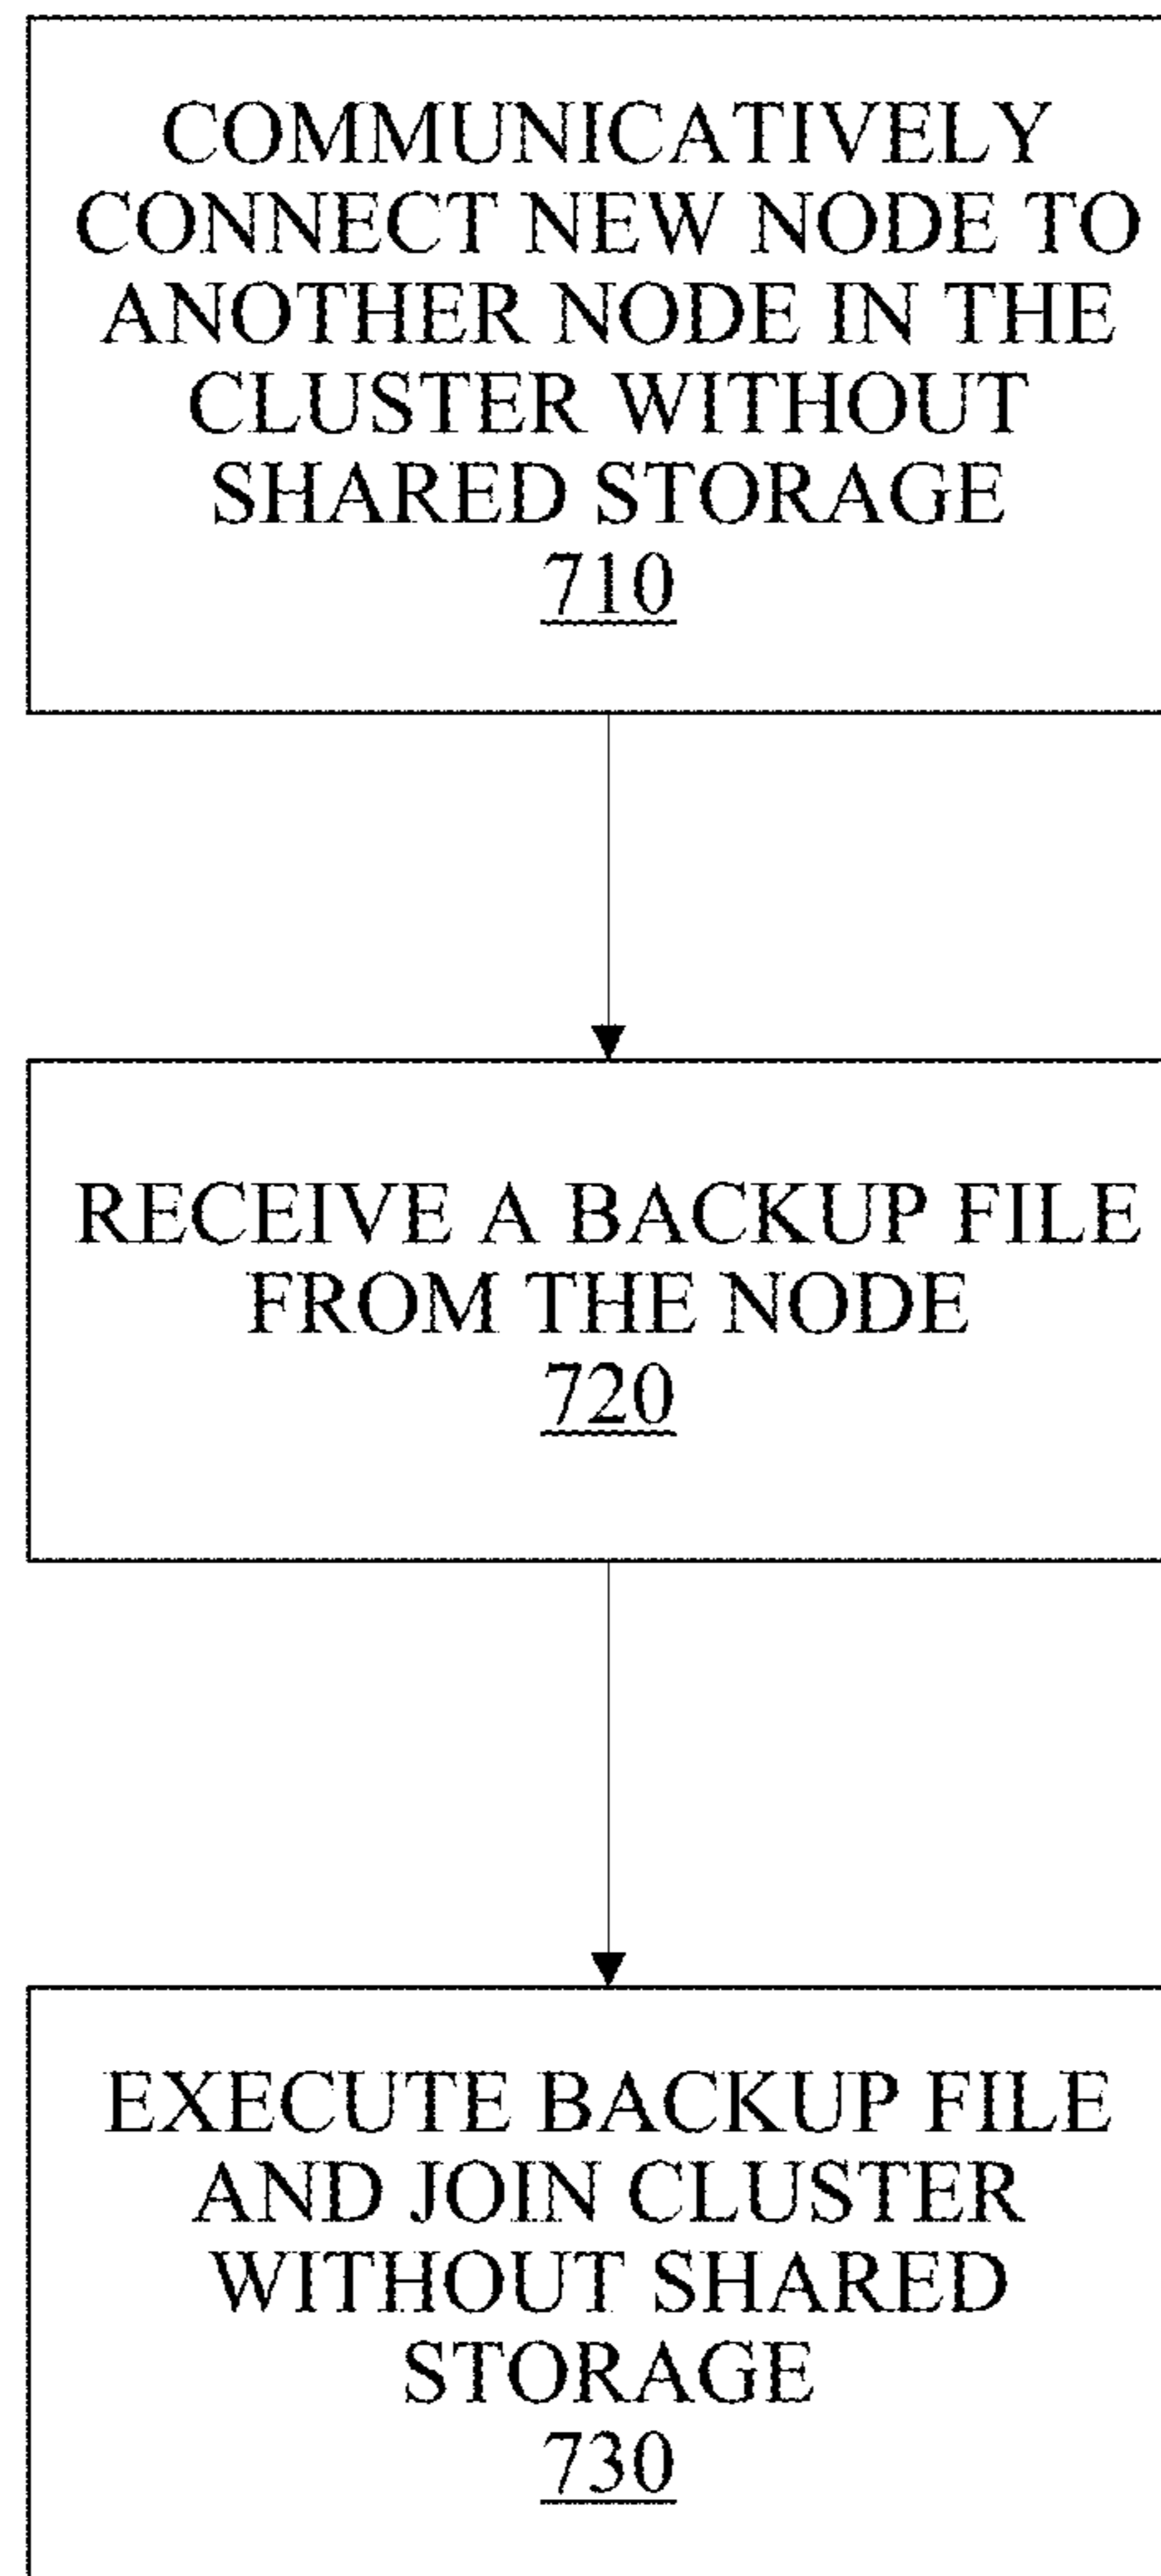 COMMUNICATIVELY
CONNECT NEW NODE TO
ANOTHER NODE IN THE
CLUSTER WITHOUT
SHARED STORAGE
710
RECEIVE A BACKUP FILE
FROM THE NODE
720
EXECUTE BACKUP FILE
AND JOIN CLUSTER
WITHOUT SHARED
STORAGE
730